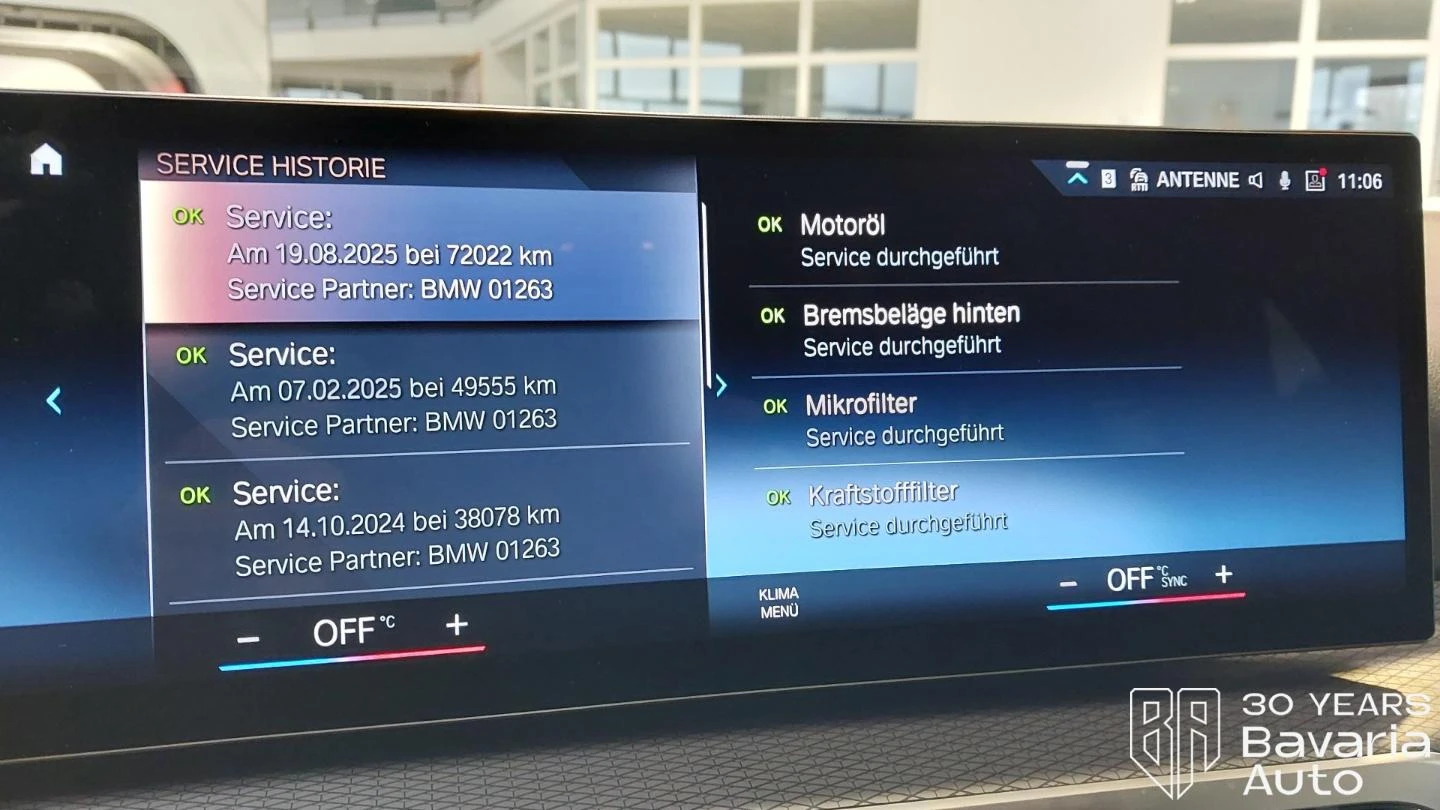 SERVICE HISTORIE
OK Service:
Am 19.08.2025 bei 72022 km
Service Partner: BMW 01263
OK Service:
Am 07.02.2025 bei 49555 km
Service Partner: BMW 01263
OK Service:
Am 14.10.2024 bei 38078 km
Service Partner: BMW 01263
3 RTTI ANTENNE 11:06
OK Motoröl
Service durchgeführt
OK Bremsbeläge hinten
Service durchgeführt
OK Mikrofilter
Service durchgeführt
OK Kraftstofffilter
Service durchgeführt
− OFF °C +
KLIMA
MENÜ
− OFF °C SYNC +
BA
30 YEARS
Bavaria
Auto